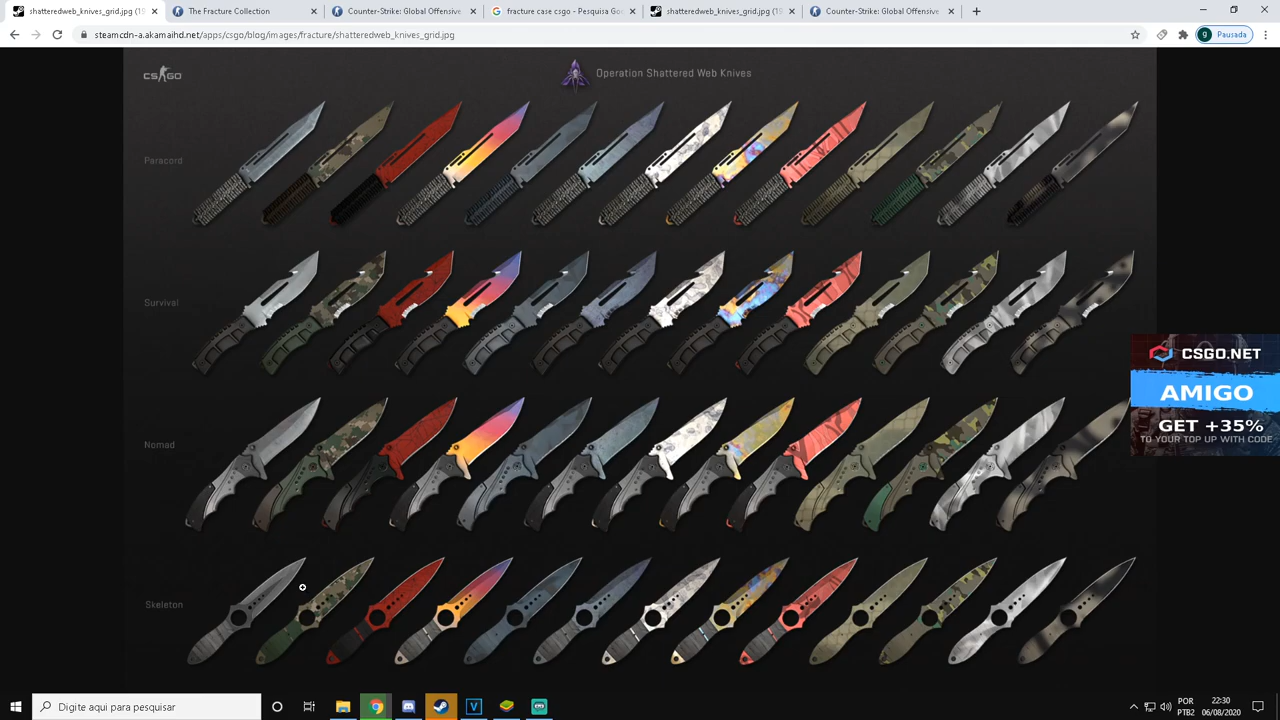 shatteredweb_knives_grid.jpg (19
The Fracture Collection
Counter-Strike: Global Offensive
fracture case csgo - Pesquisa Goo
shatteredweb_knives_grid.jpg (19
Counter-Strike: Global Offensive
steamcdn-a.akamaihd.net/apps/csgo/blog/images/fracture/shatteredweb_knives_grid.jpg
g
Pausada
CS GO
Operation Shattered Web Knives
Paracord
Survival
Nomad
Skeleton
CSGO.NET
AMIGO
GET +35%
TO YOUR TOP UP WITH CODE
Digite aqui para pesquisar
V
POR
PTB2
22:30
06/08/2020